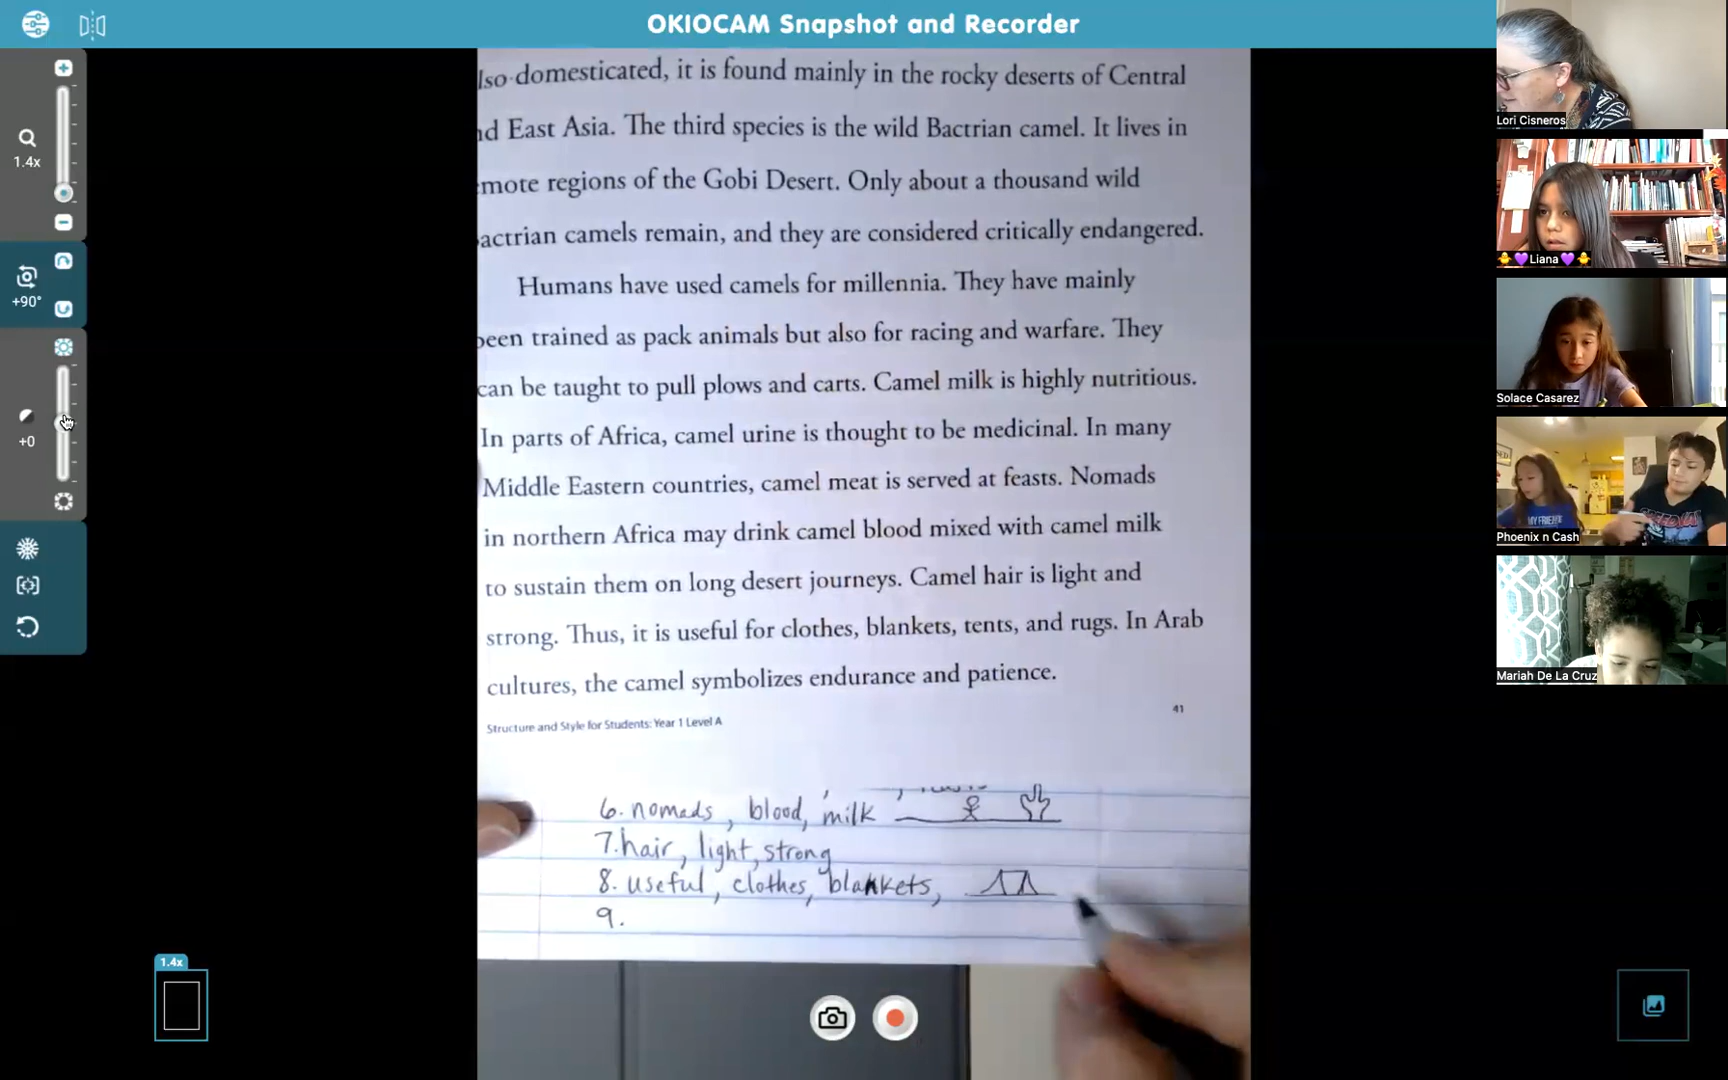 OKIOCAM Snapshot and Recorder
1.4x
+90°
+0
lso domesticated, it is found mainly in the rocky deserts of Central
nd East Asia. The third species is the wild Bactrian camel. It lives in
mote regions of the Gobi Desert. Only about a thousand wild
actrian camels remain, and they are considered critically endangered.
Humans have used camels for millennia. They have mainly
been trained as pack animals but also for racing and warfare. They
can be taught to pull plows and carts. Camel milk is highly nutritious.
In parts of Africa, camel urine is thought to be medicinal. In many
Middle Eastern countries, camel meat is served at feasts. Nomads
in northern Africa may drink camel blood mixed with camel milk
to sustain them on long desert journeys. Camel hair is light and
strong. Thus, it is useful for clothes, blankets, tents, and rugs. In Arab
cultures, the camel symbolizes endurance and patience.
Structure and Style for Students: Year 1 Level A
41
6. nomads, blood, milk
7. hair, light, strong
8. useful, clothes, blankets,
9.
1.4x
Lori Cisneros
Liana
Solace Casarez
MY FRIEND
Phoenix n Cash
Mariah De La Cruz